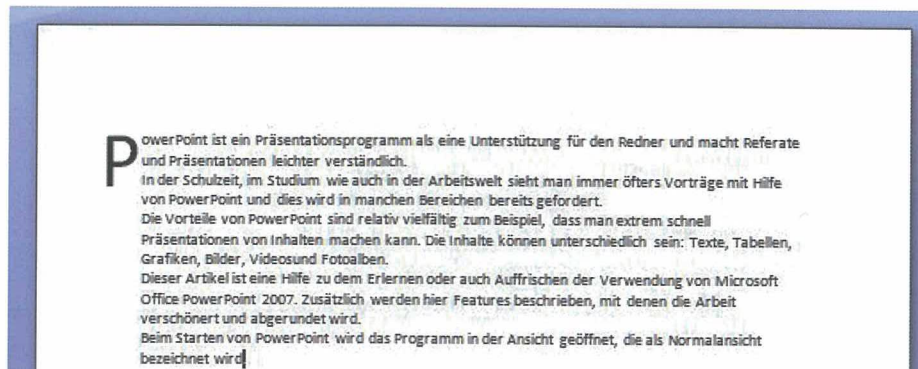 PowerPoint ist ein Präsentationsprogramm als eine Unterstützung für den Redner und macht Referate
und Präsentationen leichter verständlich.
In der Schulzeit, im Studium wie auch in der Arbeitswelt sieht man immer öfters Vorträge mit Hilfe
von PowerPoint und dies wird in manchen Bereichen bereits gefordert.
Die Vorteile von PowerPoint sind relativ vielfältig zum Beispiel, dass man extrem schnell
Präsentationen von Inhalten machen kann. Die Inhalte können unterschiedlich sein: Texte, Tabellen,
Grafiken, Bilder, Videosund Fotoalben.
Dieser Artikel ist eine Hilfe zu dem Erlernen oder auch Auffrischen der Verwendung von Microsoft
Office PowerPoint 2007. Zusätzlich werden hier Features beschrieben, mit denen die Arbeit
verschönert und abgerundet wird.
Beim Starten von PowerPoint wird das Programm in der Ansicht geöffnet, die als Normalansicht
bezeichnet wird